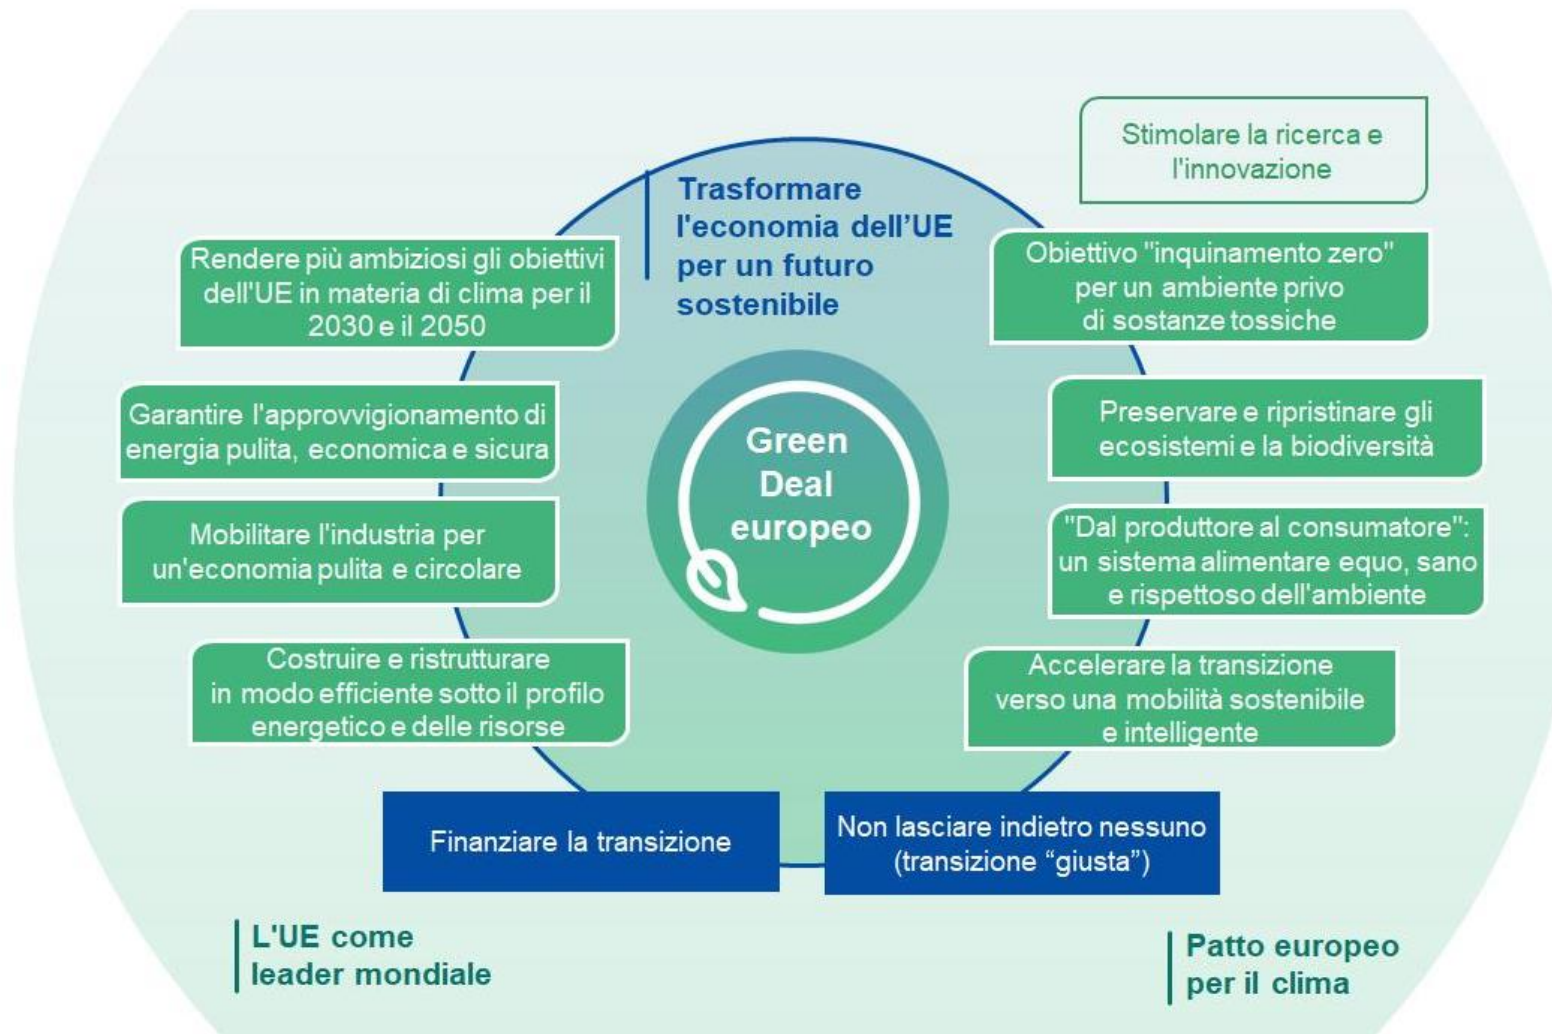 Stimolare la ricerca e
l'innovazione
Trasformare
l'economia dell’UE
per un futuro
sostenibile
Rendere più ambiziosi gli obiettivi
dell'UE in materia di clima per il
2030 e il 2050
Obiettivo "inquinamento zero"
per un ambiente privo
di sostanze tossiche
Garantire l'approvvigionamento di
energia pulita, economica e sicura
Preservare e ripristinare gli
ecosistemi e la biodiversità
Green
Deal
europeo
Mobilitare l'industria per
un'economia pulita e circolare
"Dal produttore al consumatore":
un sistema alimentare equo, sano
e rispettoso dell'ambiente
Costruire e ristrutturare
in modo efficiente sotto il profilo
energetico e delle risorse
Accelerare la transizione
verso una mobilità sostenibile
e intelligente
Finanziare la transizione
Non lasciare indietro nessuno
(transizione “giusta”)
L'UE come
leader mondiale
Patto europeo
per il clima